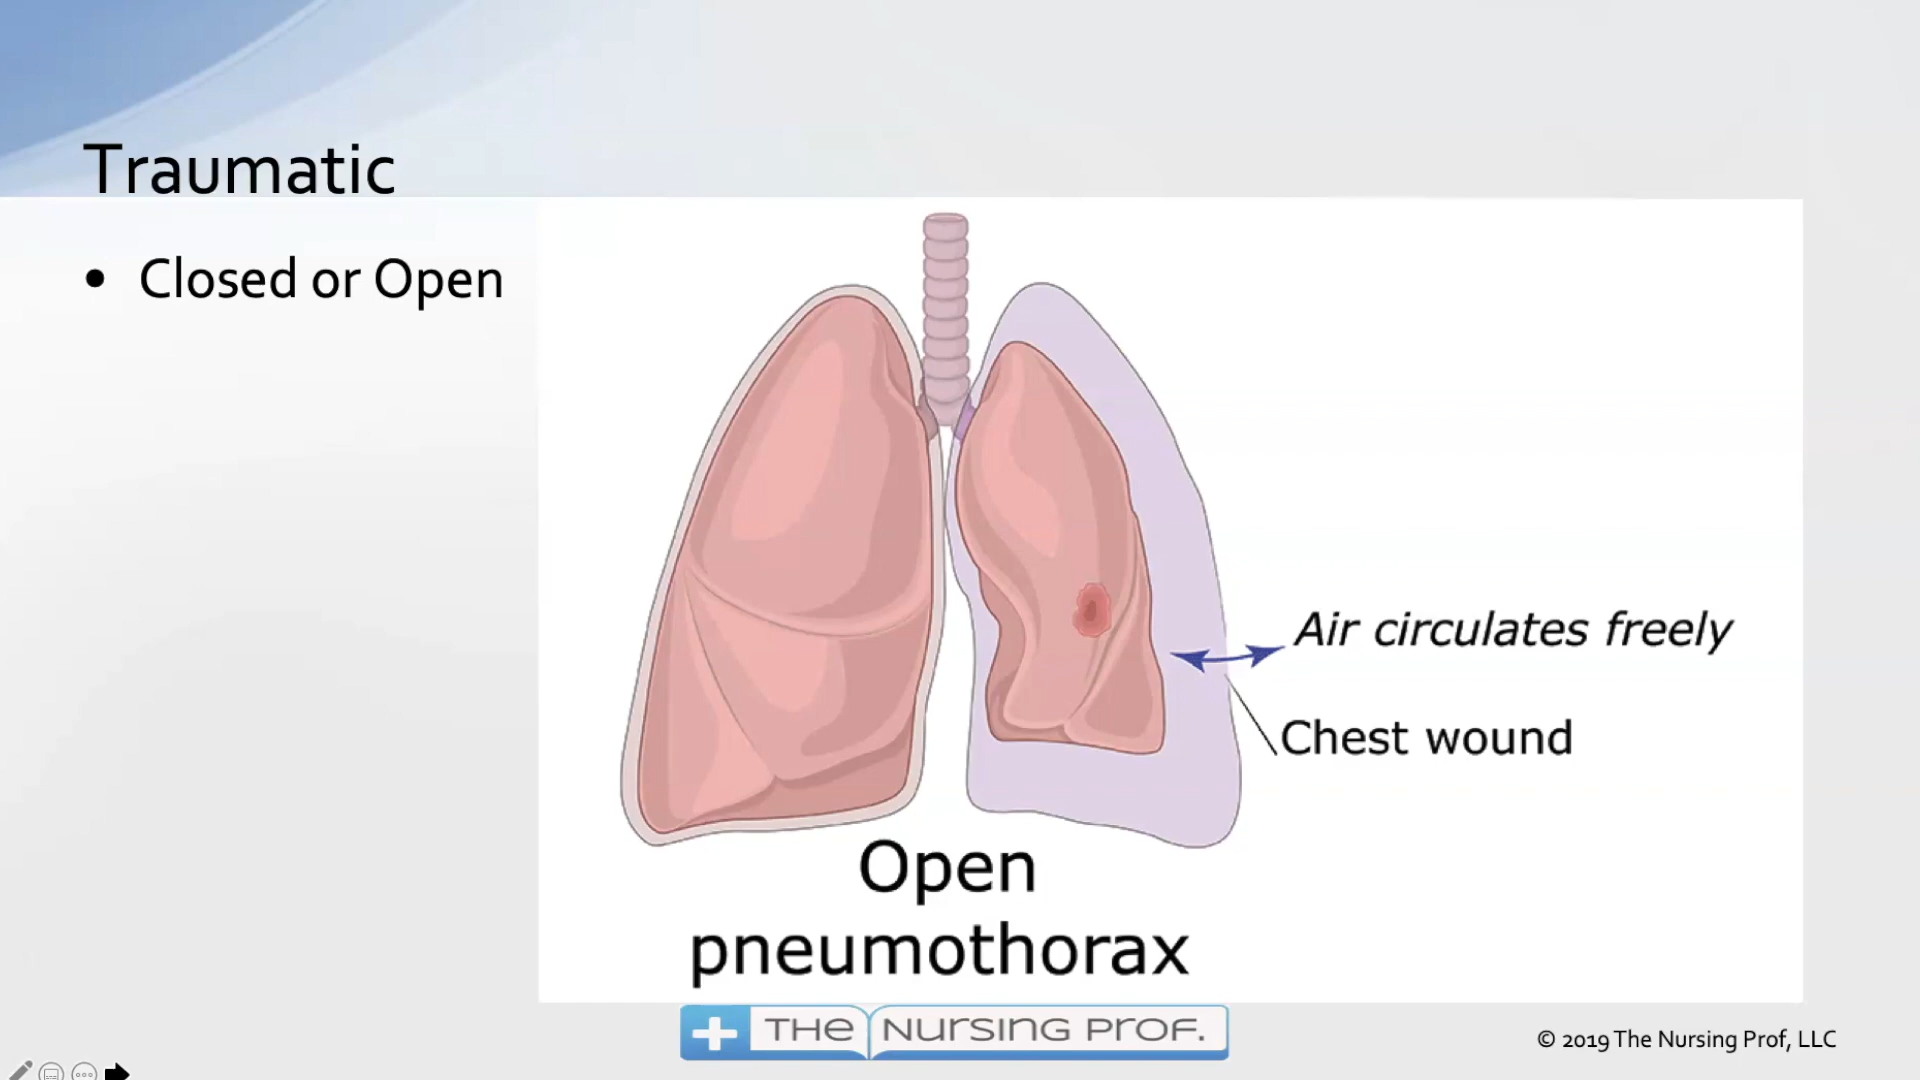 Traumatic
• Closed or Open
Air circulates freely
Chest wound
Open
pneumothorax
THE NURSING PROF.
© 2019 The Nursing Prof, LLC